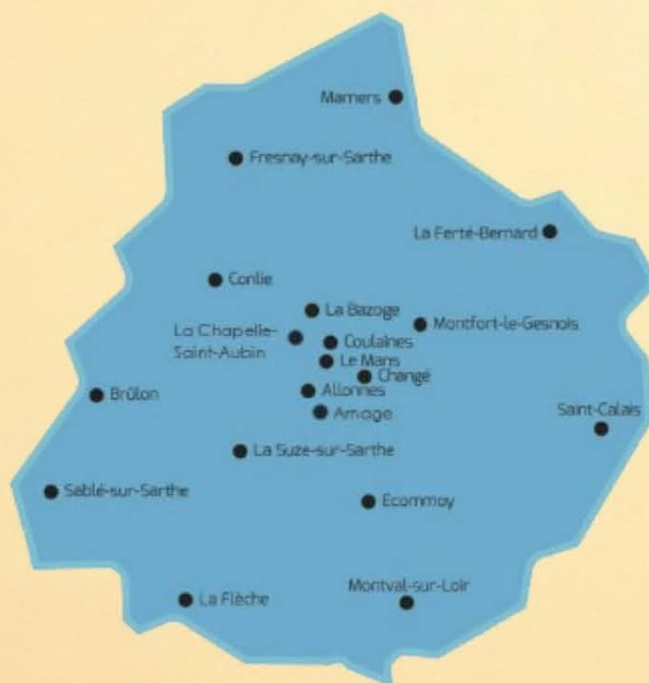 Mamers
Fresnay-sur-Sarthe
La Ferté-Bernard
Conlie
La Bazoge
Montfort-le-Gesnois
La Chapelle-
Saint-Aubin
Coulaines
Le Mans
Changé
Allonnes
Brûlon
Arnage
Saint-Calais
La Suze-sur-Sarthe
Sablé-sur-Sarthe
Ecommoy
Montval-sur-Loir
La Flèche